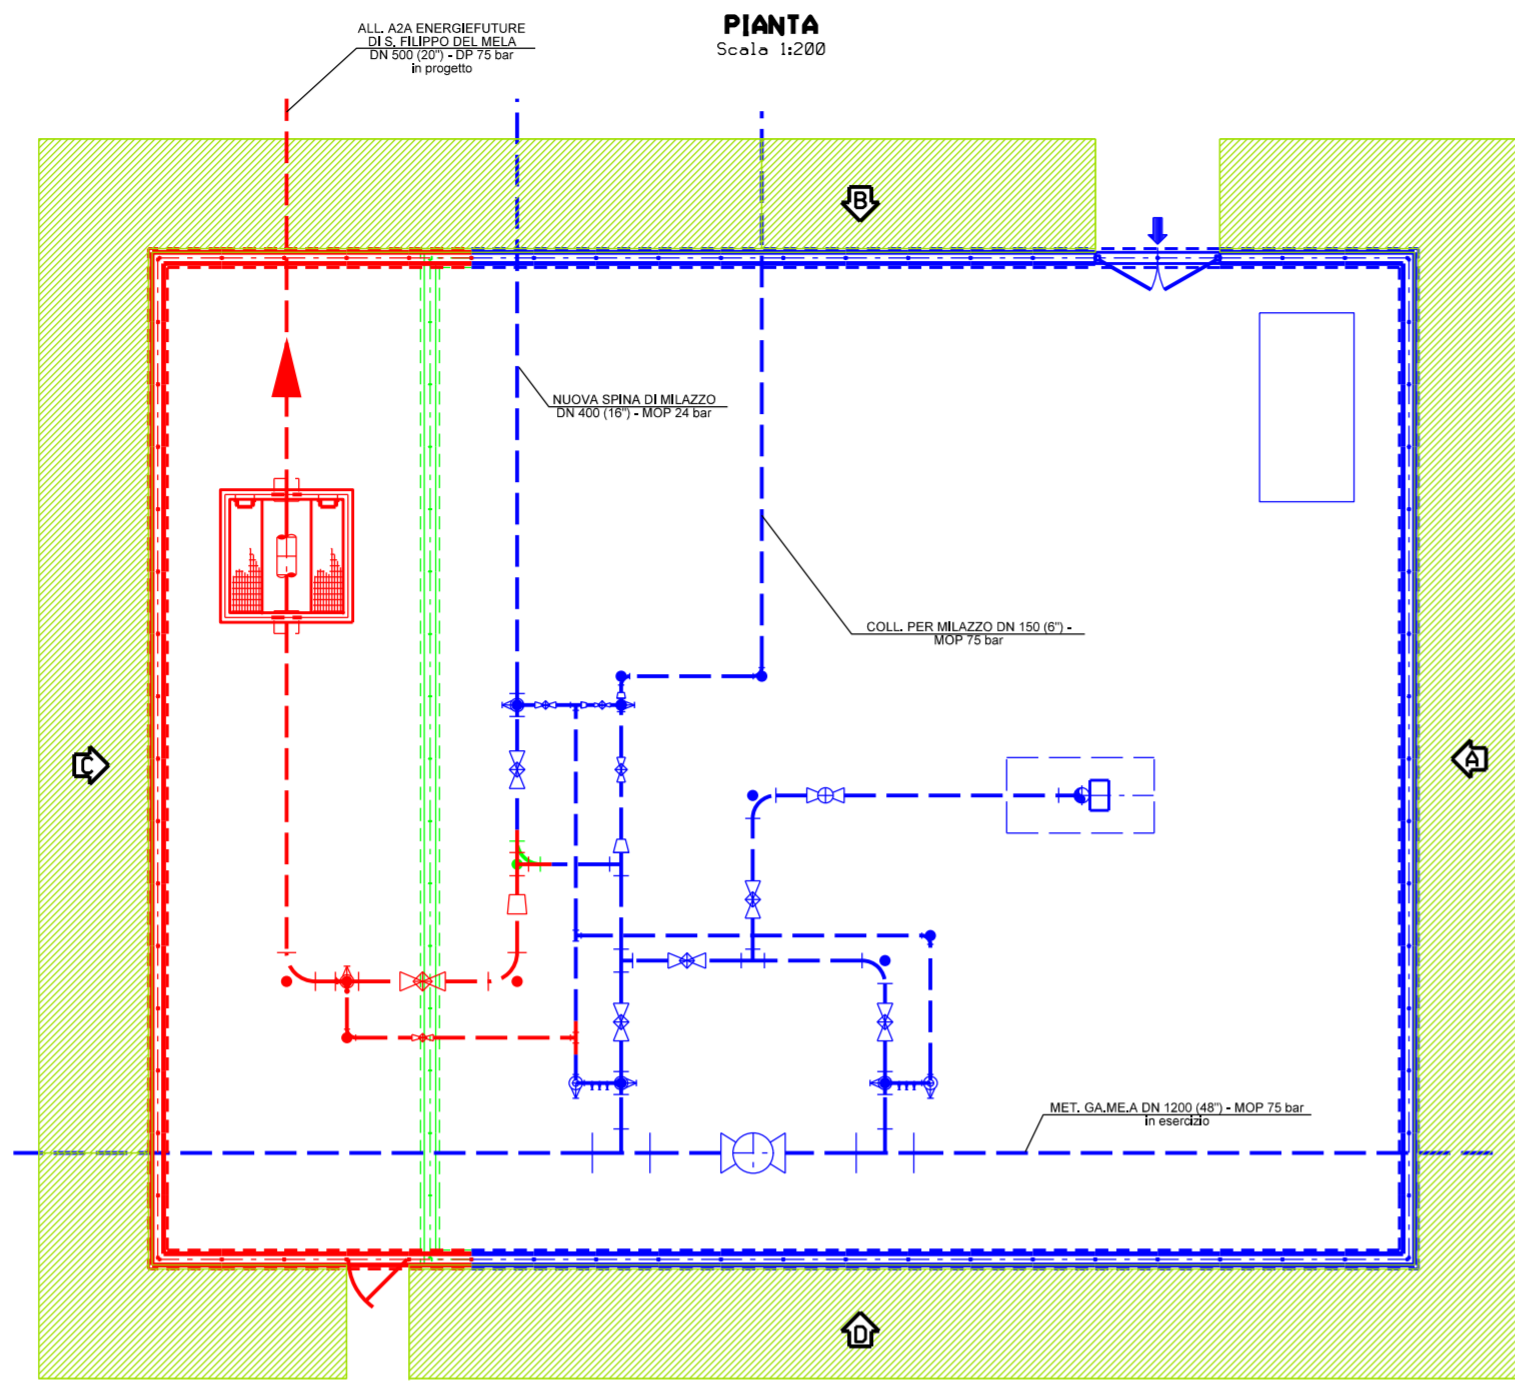 PIANTA
Scala 1:200
ALL. A2A ENERGIEFUTURE
DI S. FILIPPO DEL MELA
DN 500 (20") - DP 75 bar
in progetto
B
NUOVA SPINA DI MILAZZO
DN 400 (16") - MOP 24 bar
COLL. PER MILAZZO DN 150 (6") -
MOP 75 bar
C
A
MET. GA.ME.A DN 1200 (48") - MOP 75 bar
in esercizio
D